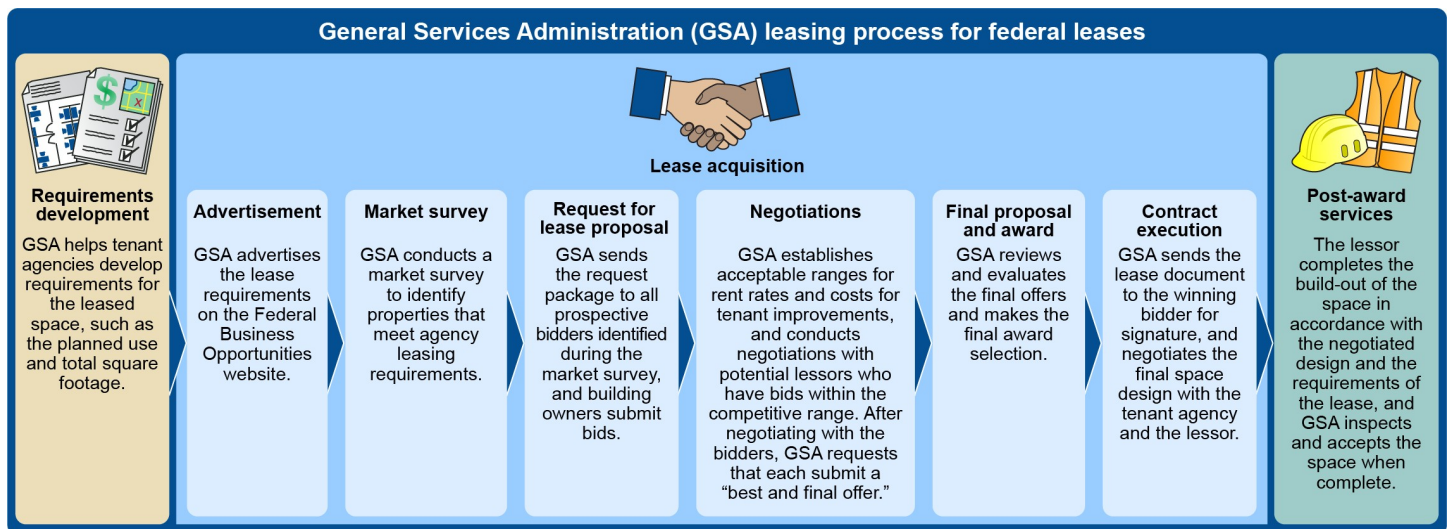 General Services Administration (GSA) leasing process for federal leases
$
X
Requirements
development
GSA helps tenant
agencies develop
requirements for
the leased
space, such as
the planned use
and total square
footage.
Lease acquisition
Advertisement
GSA advertises
the lease
requirements
on the Federal
Business
Opportunities
website.
Market survey
GSA conducts a
market survey
to identify
properties that
meet agency
leasing
requirements.
Request for
lease proposal
GSA sends
the request
package to all
prospective
bidders identified
during the
market survey,
and building
owners submit
bids.
Negotiations
GSA establishes
acceptable ranges for
rent rates and costs for
tenant improvements,
and conducts
negotiations with
potential lessors who
have bids within the
competitive range. After
negotiating with the
bidders, GSA requests
that each submit a
“best and final offer.”
Final proposal
and award
GSA reviews
and evaluates
the final offers
and makes the
final award
selection.
Contract
execution
GSA sends the
lease document
to the winning
bidder for
signature, and
negotiates the
final space
design with the
tenant agency
and the lessor.
Post-award
services
The lessor
completes the
build-out of the
space in
accordance with
the negotiated
design and the
requirements of
the lease, and
GSA inspects
and accepts the
space when
complete.